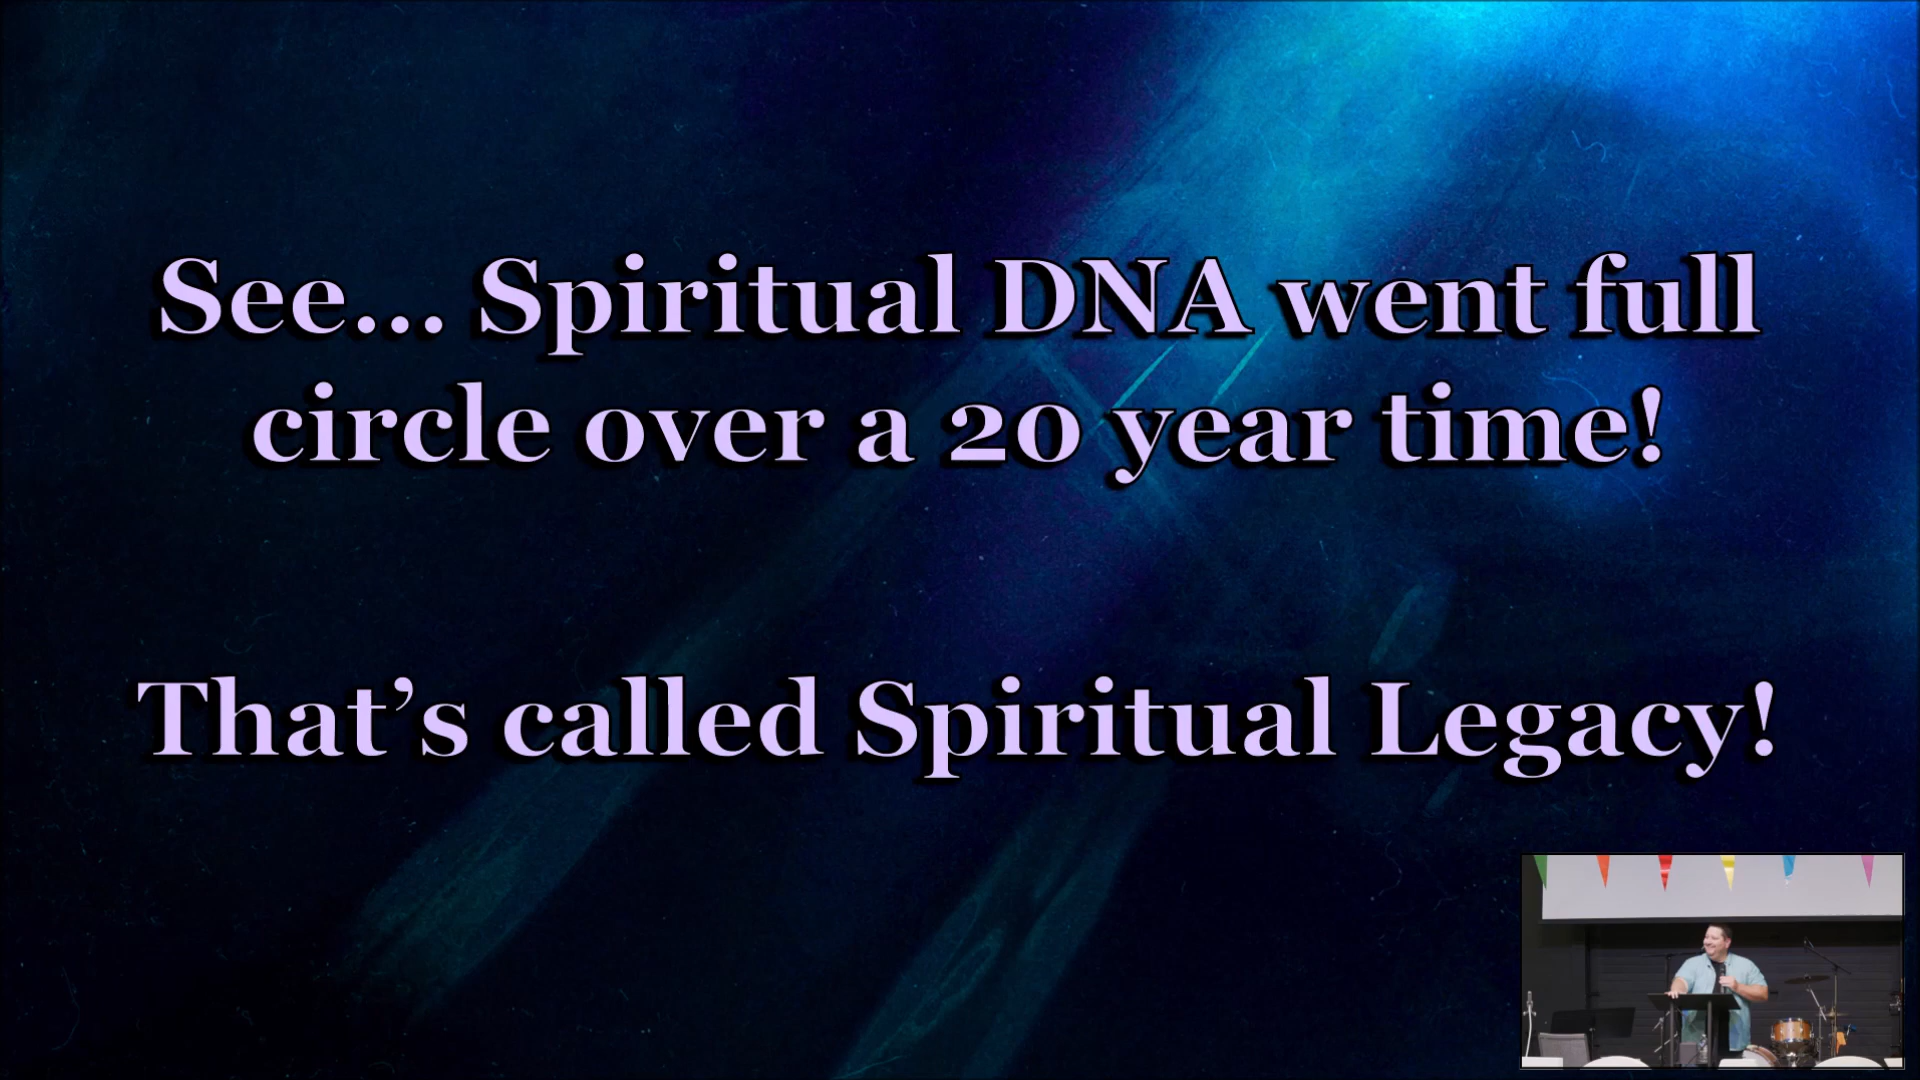 See... Spiritual DNA went full
circle over a 20 year time!
That’s called Spiritual Legacy!